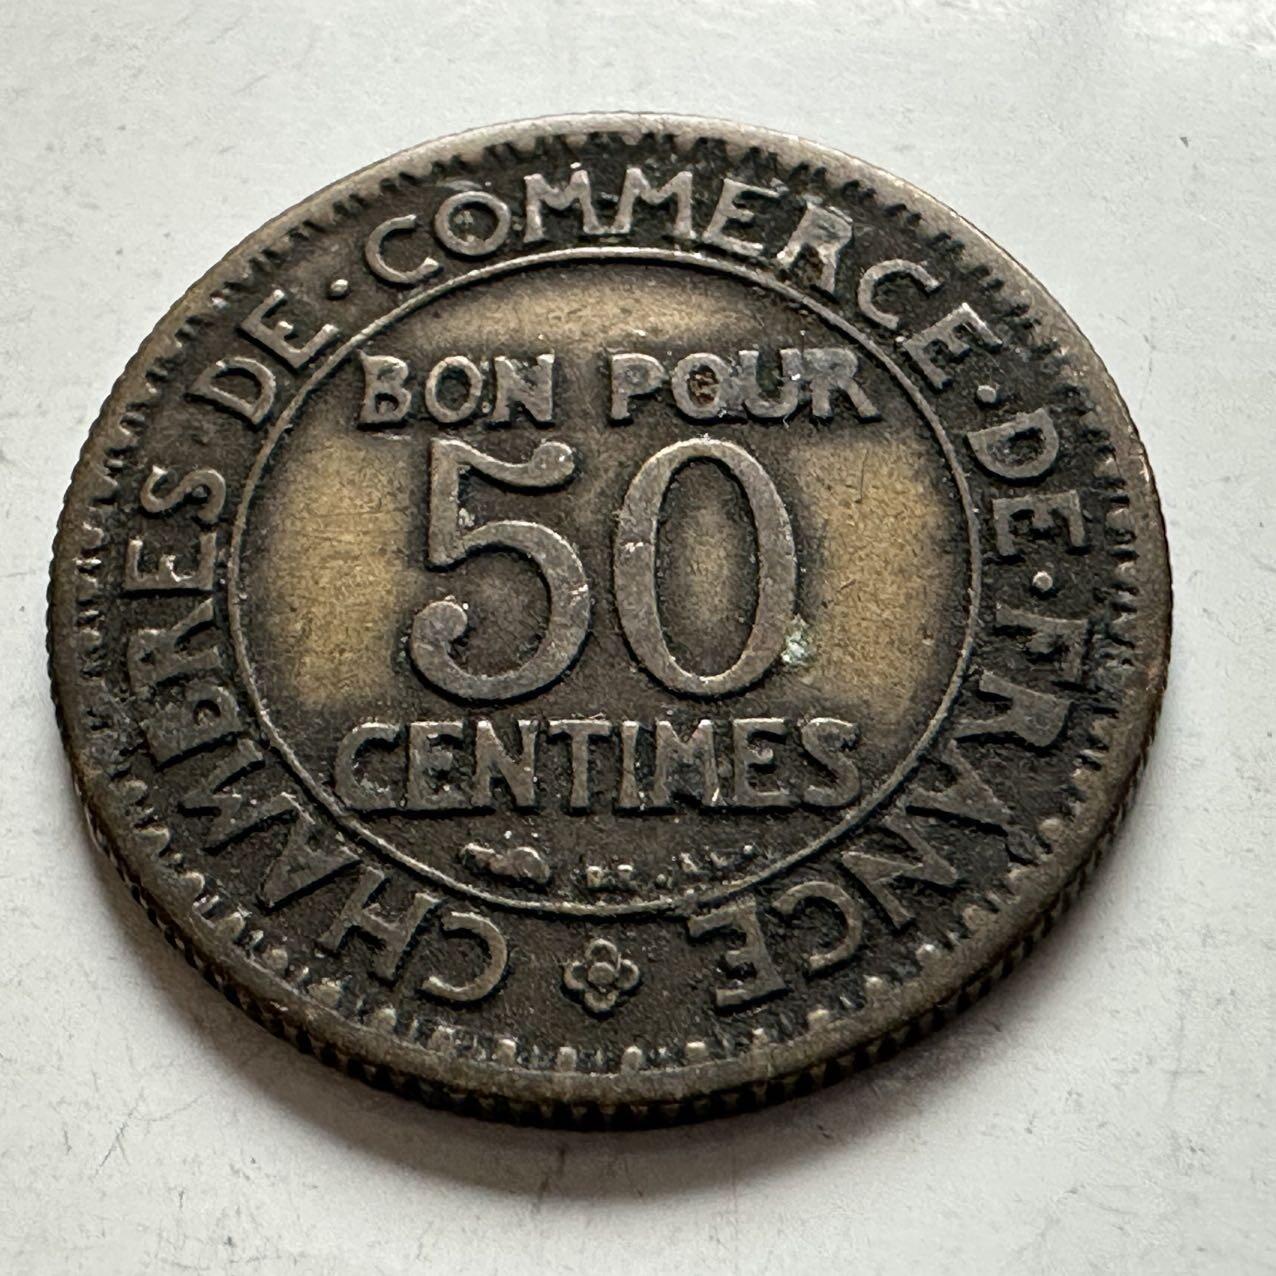 CHAMBRES · DE · COMMERCE · DE · FRANCE
BON POUR
50
CENTIMES